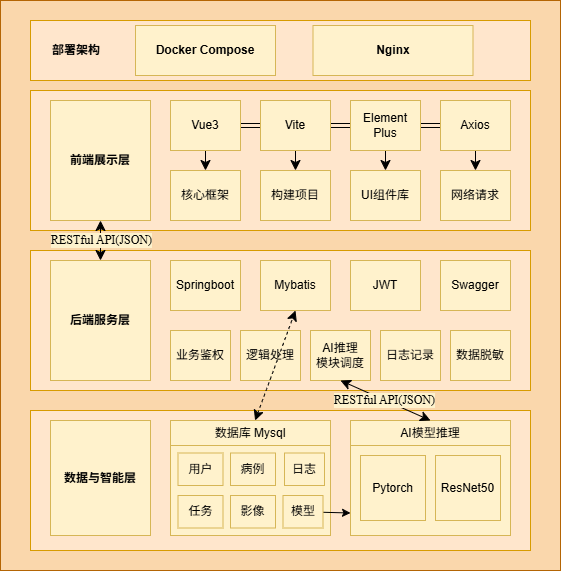 部署架构
Docker Compose
Nginx
前端展示层
Vue3
Vite
Element
Plus
Axios
核心框架
构建项目
UI组件库
网络请求
RESTful API(JSON)
后端服务层
Springboot
Mybatis
JWT
Swagger
业务鉴权
逻辑处理
AI推理
模块调度
日志记录
数据脱敏
RESTful API(JSON)
数据与智能层
数据库 Mysql
用户
病例
日志
任务
影像
模型
AI模型推理
Pytorch
ResNet50